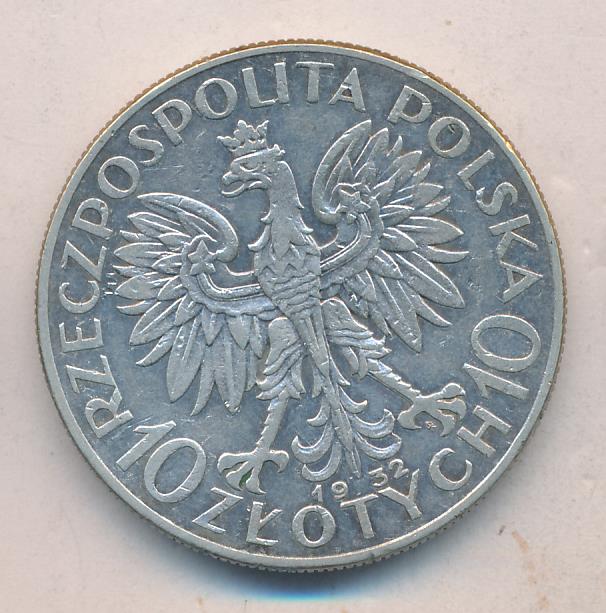 RZECZPOSPOLITA POLSKA
10 ZŁOTYCH 10
1932